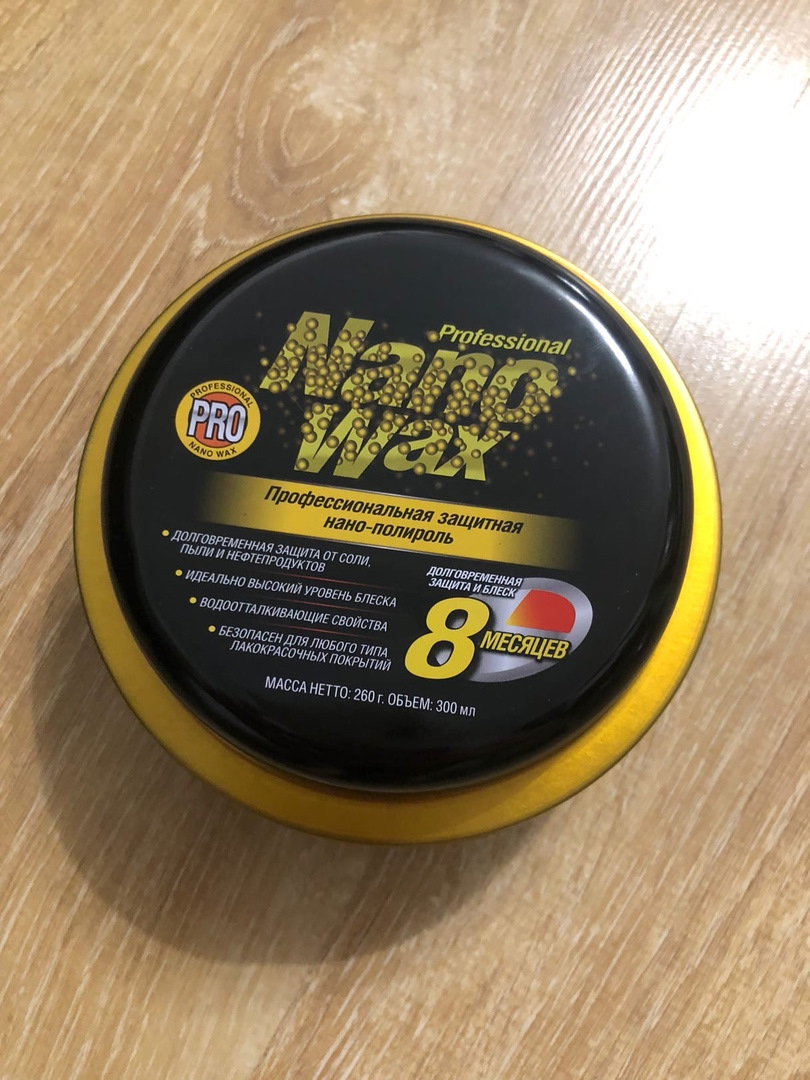 Professional
Nano
Wax
PROFESSIONAL
PRO
NANO WAX
Профессиональная защитная
нано-полироль
• ДОЛГОВРЕМЕННАЯ ЗАЩИТА ОТ СОЛИ,
ПЫЛИ И НЕФТЕПРОДУКТОВ
• ИДЕАЛЬНО ВЫСОКИЙ УРОВЕНЬ БЛЕСКА
• ВОДООТТАЛКИВАЮЩИЕ СВОЙСТВА
• БЕЗОПАСЕН ДЛЯ ЛЮБОГО ТИПА
ЛАКОКРАСОЧНЫХ ПОКРЫТИЙ
ДОЛГОВРЕМЕННАЯ
ЗАЩИТА И БЛЕСК
8 МЕСЯЦЕВ
МАССА НЕТТО: 260 г. ОБЪЕМ: 300 мл